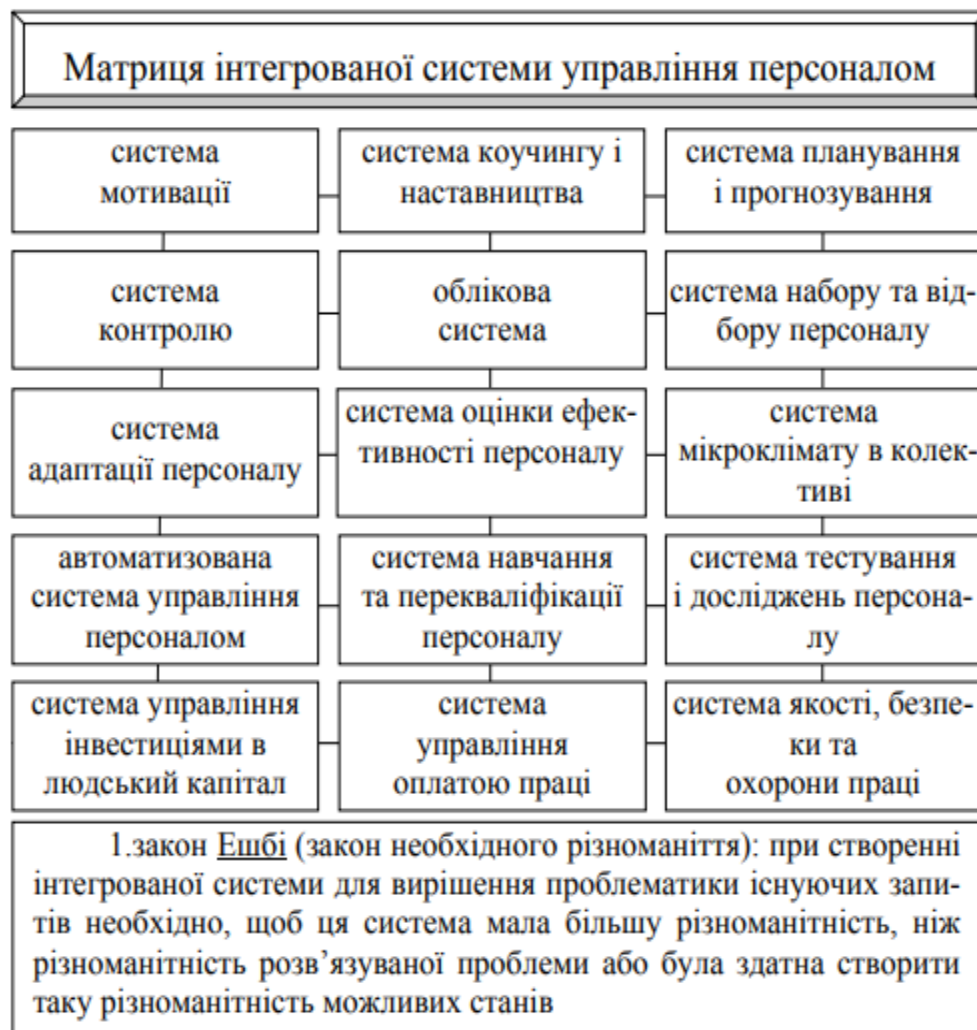 Матриця інтегрованої системи управління персоналом
система
мотивації
система коучингу і
наставництва
система планування
і прогнозування
система
контролю
облікова
система
система набору та від-
бору персоналу
система
адаптації персоналу
система оцінки ефек-
тивності персоналу
система
мікроклімату в колек-
тиві
автоматизована
система управління
персоналом
система навчання
та перекваліфікації
персоналу
система тестування
і досліджень персона-
лу
система управління
інвестиціями в
людський капітал
система
управління
оплатою праці
система якості, безпе-
ки та
охорони праці
1.закон Ешбі (закон необхідного різноманіття): при створенні
інтегрованої системи для вирішення проблематики існуючих запи-
тів необхідно, щоб ця система мала більшу різноманітність, ніж
різноманітність розв’язуваної проблеми або була здатна створити
таку різноманітність можливих станів